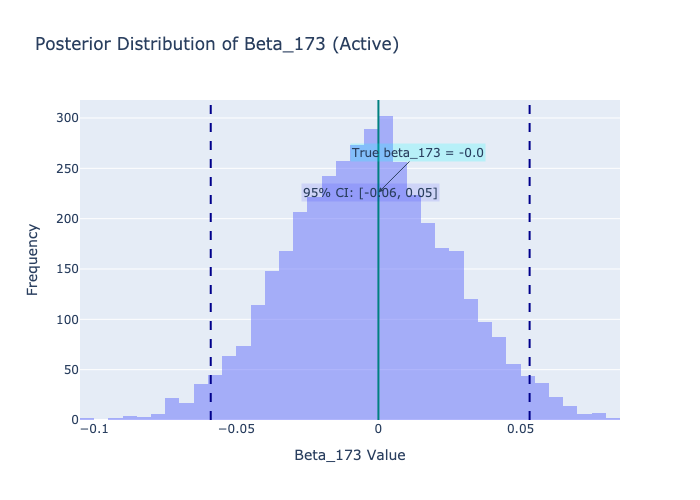 Posterior Distribution of Beta_173 (Active)
300
True beta_173 = -0.0
250
95% CI: [-0.06, 0.05]
200
Frequency
150
100
50
0
−0.1 −0.05 0 0.05
Beta_173 Value